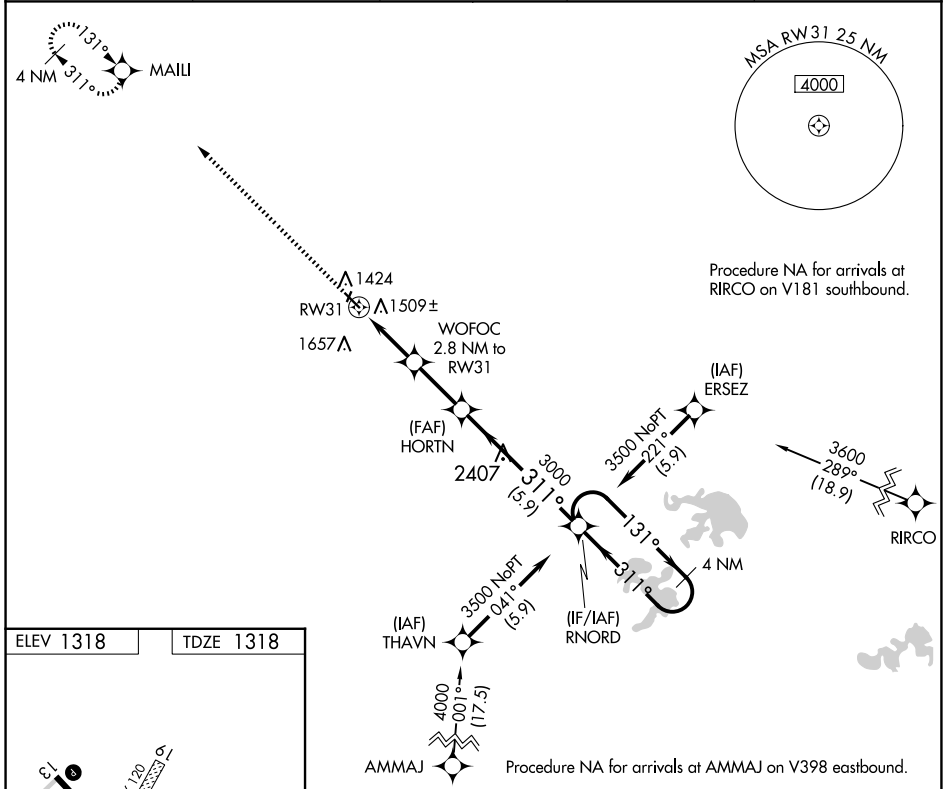 131°
4 NM
311°
MAILI
MSA RW31 25 NM
4000
Procedure NA for arrivals at
RIRCO on V181 southbound.
1424
RW31
1509±
1657
WOFOC
2.8 NM to
RW31
(IAF)
ERSEZ
(FAF)
HORTN
3500 NoPT
221°
(5.9)
2407
3000
311°
(5.9)
3600
289°
(18.9)
RIRCO
131°
4 NM
311°
(IF/IAF)
RNORD
3500 NoPT
041°
(5.9)
(IAF)
THAVN
4000
001°
(17.5)
AMMAJ
Procedure NA for arrivals at AMMAJ on V398 eastbound.
ELEV 1318
TDZE 1318
13
P
120
19